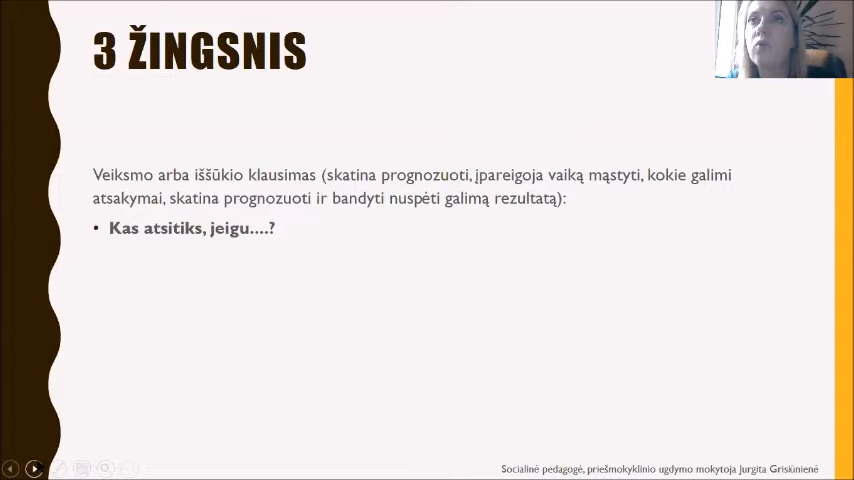 3 ŽINGSNIS
Veiksmo arba iššūkio klausimas (skatina prognozuoti, įpareigoja vaiką mąstyti, kokie galimi
atsakymai, skatina prognozuoti ir bandyti nuspėti galimą rezultatą):
• Kas atsitiks, jeigu....?
Socialinė pedagogė, priešmokyklinio ugdymo mokytoja Jurgita Grisiūnienė